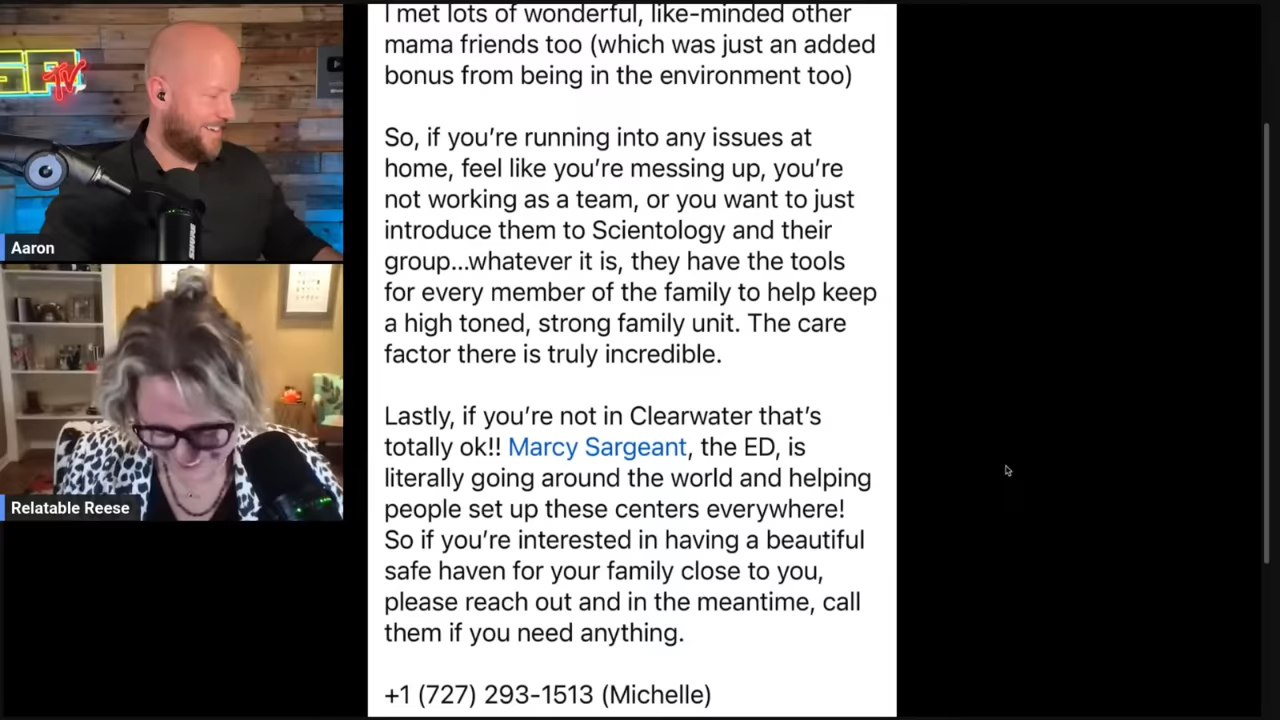 TV
Aaron
Relatable Reese
I met lots of wonderful, like-minded other
mama friends too (which was just an added
bonus from being in the environment too)
So, if you're running into any issues at
home, feel like you're messing up, you're
not working as a team, or you want to just
introduce them to Scientology and their
group...whatever it is, they have the tools
for every member of the family to help keep
a high toned, strong family unit. The care
factor there is truly incredible.
Lastly, if you're not in Clearwater that's
totally ok!! Marcy Sargeant, the ED, is
literally going around the world and helping
people set up these centers everywhere!
So if you're interested in having a beautiful
safe haven for your family close to you,
please reach out and in the meantime, call
them if you need anything.
+1 (727) 293-1513 (Michelle)